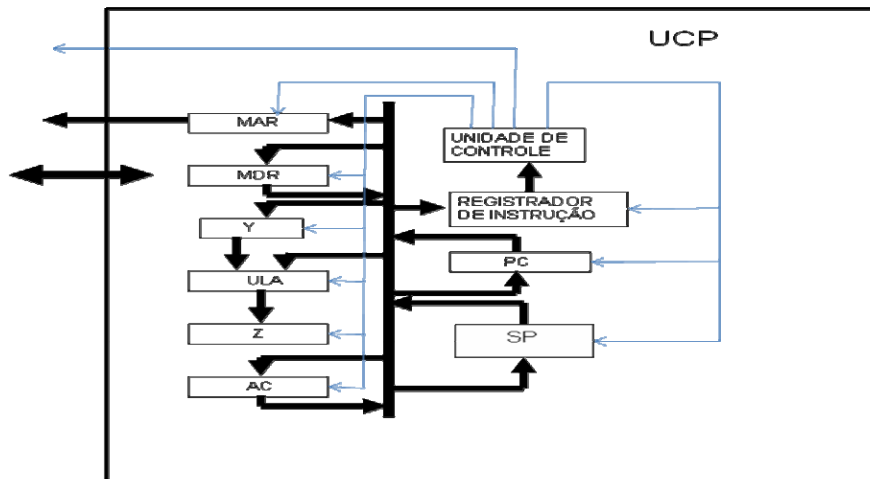 UCP
MAR
UNIDADE DE
CONTROLE
MDR
REGISTRADOR
DE INSTRUÇÃO
Y
PC
ULA
Z
SP
AC